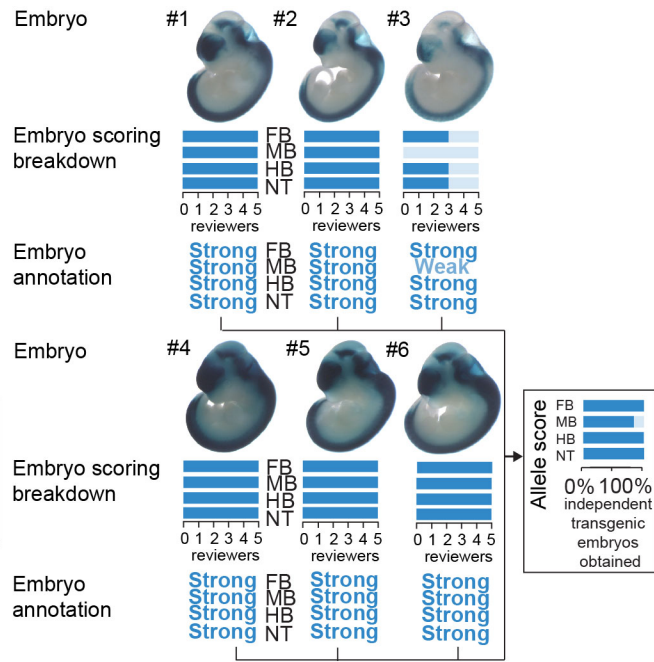 Embryo #1 #2 #3
Embryo scoring breakdown
FB
MB
HB
NT
0 1 2 3 4 5 0 1 2 3 4 5 0 1 2 3 4 5
reviewers reviewers reviewers
Embryo annotation
Strong FB Strong Strong
Strong MB Strong Weak
Strong HB Strong Strong
Strong NT Strong Strong
Embryo #4 #5 #6
Embryo scoring breakdown
FB
MB
HB
NT
0 1 2 3 4 5 0 1 2 3 4 5 0 1 2 3 4 5
reviewers reviewers reviewers
Embryo annotation
Strong FB Strong Strong
Strong MB Strong Strong
Strong HB Strong Strong
Strong NT Strong Strong
Allele score
FB
MB
HB
NT
0% 100%
independent
transgenic
embryos
obtained